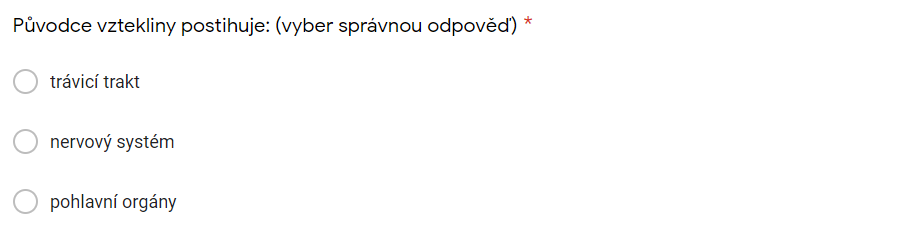 Původce vztekliny postihuje: (vyber správnou odpověď) *
trávicí trakt
nervový systém
pohlavní orgány